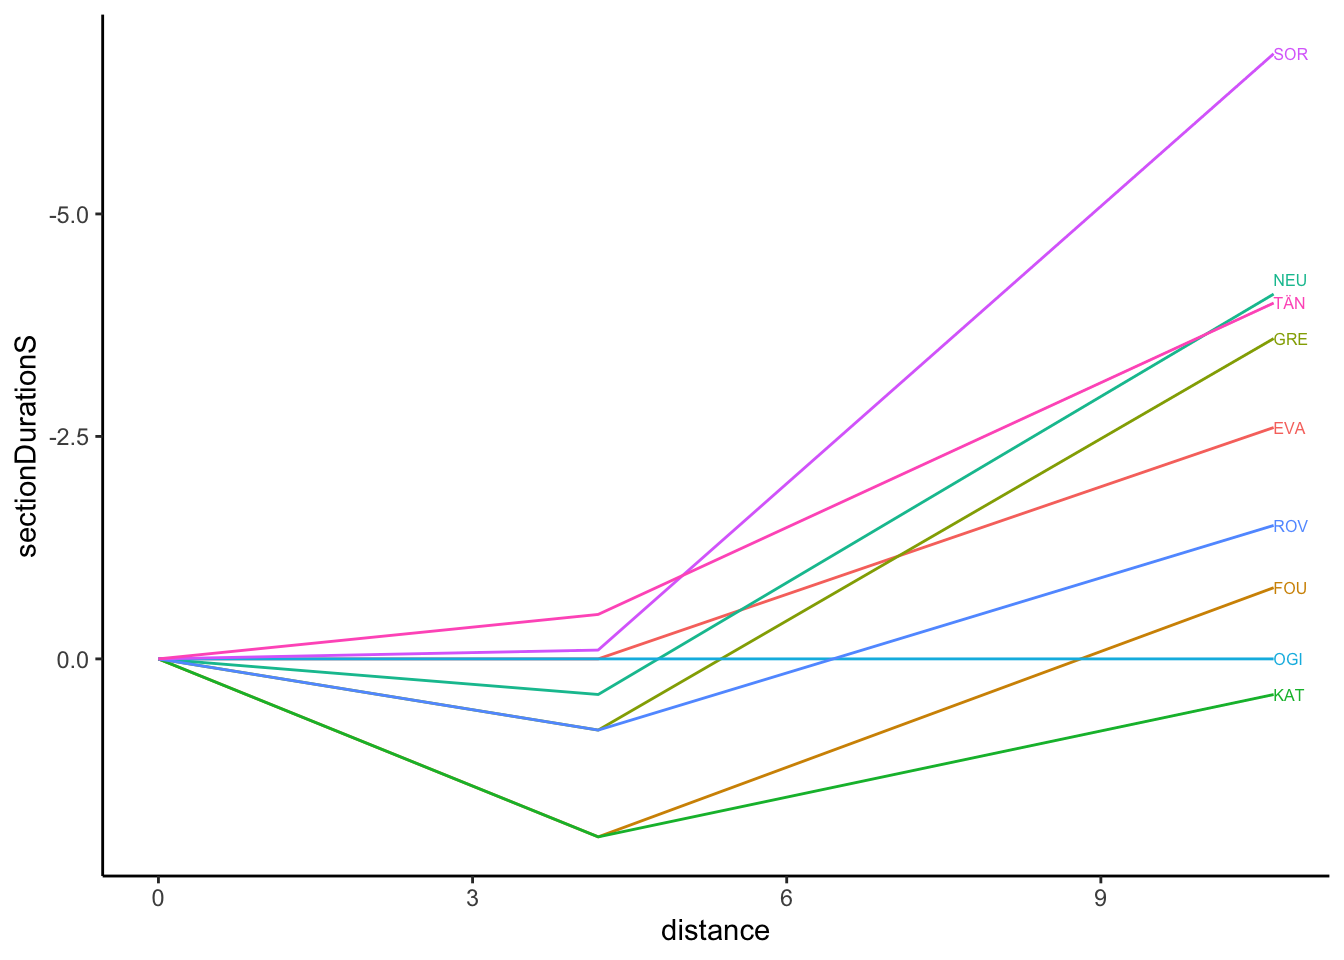 SOR
-5.0
NEU
TÄN
GRE
-2.5
EVA
ROV
FOU
0.0
OGI
KAT
sectionDurationS
0 3 6 9
distance